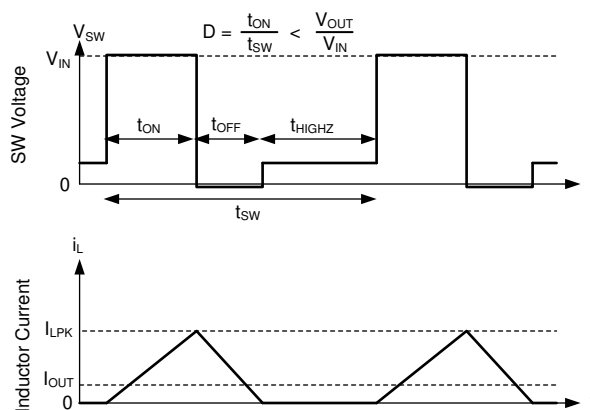 V_SW
D = t_ON / t_SW < V_OUT / V_IN
V_IN
SW Voltage
t_ON
t_OFF
t_HIGHZ
0
t_SW
i_L
Inductor Current
I_LPK
I_OUT
0